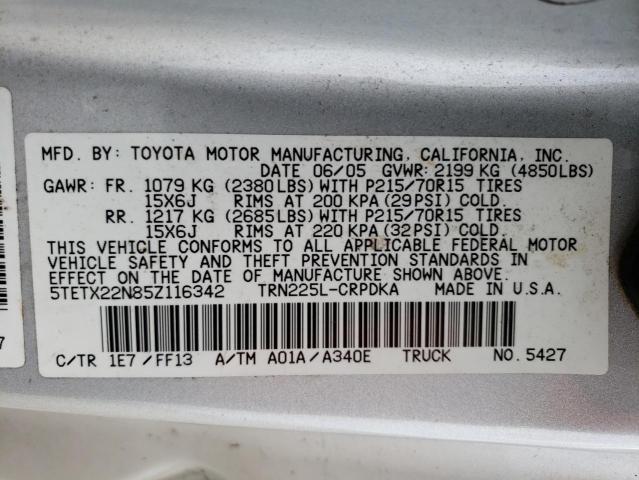 MFD. BY: TOYOTA MOTOR MANUFACTURING, CALIFORNIA, INC.
DATE 06/05 GVWR: 2199 KG (4850LBS)
GAWR: FR. 1079 KG (2380LBS) WITH P215/70R15 TIRES
15X6J RIMS AT 200 KPA (29PSI) COLD.
RR. 1217 KG (2685LBS) WITH P215/70R15 TIRES
15X6J RIMS AT 220 KPA (32PSI) COLD.
THIS VEHICLE CONFORMS TO ALL APPLICABLE FEDERAL MOTOR
VEHICLE SAFETY AND THEFT PREVENTION STANDARDS IN
EFFECT ON THE DATE OF MANUFACTURE SHOWN ABOVE.
5TETX22N85Z116342 TRN225L-CRPDKA MADE IN U.S.A.
C/TR 1E7/FF13 A/TM A01A/A340E TRUCK NO. 5427